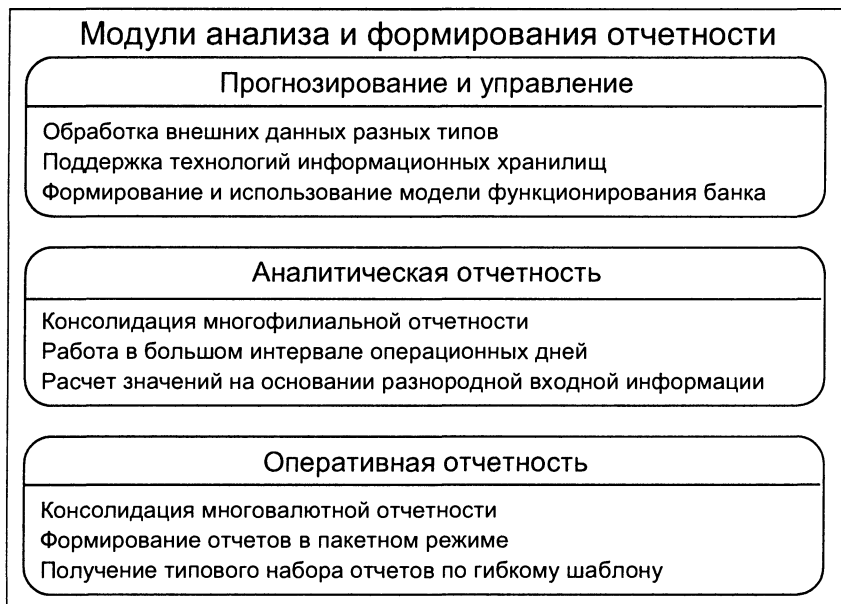 Модули анализа и формирования отчетности
Прогнозирование и управление
Обработка внешних данных разных типов
Поддержка технологий информационных хранилищ
Формирование и использование модели функционирования банка
Аналитическая отчетность
Консолидация многофилиальной отчетности
Работа в большом интервале операционных дней
Расчет значений на основании разнородной входной информации
Оперативная отчетность
Консолидация многовалютной отчетности
Формирование отчетов в пакетном режиме
Получение типового набора отчетов по гибкому шаблону